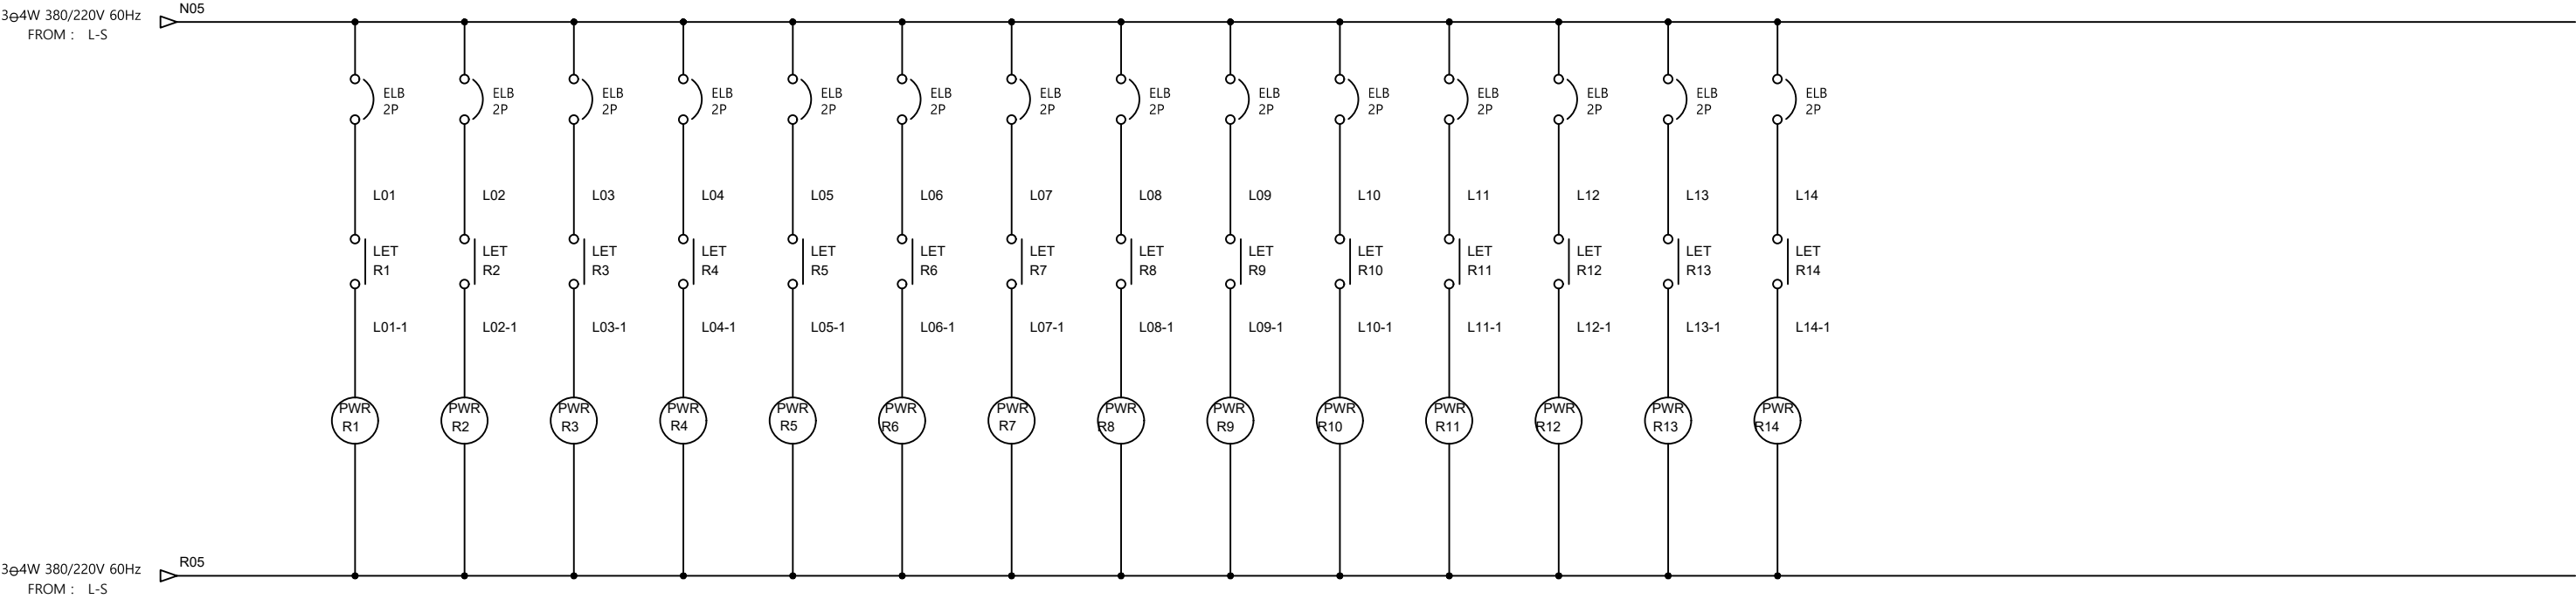 3⌀4W 380/220V 60Hz
N05
FROM : L-S
ELB ELB ELB ELB ELB ELB ELB ELB ELB ELB ELB ELB ELB ELB
2P 2P 2P 2P 2P 2P 2P 2P 2P 2P 2P 2P 2P 2P
L01 L02 L03 L04 L05 L06 L07 L08 L09 L10 L11 L12 L13 L14
LET LET LET LET LET LET LET LET LET LET LET LET LET LET
R1 R2 R3 R4 R5 R6 R7 R8 R9 R10 R11 R12 R13 R14
L01-1 L02-1 L03-1 L04-1 L05-1 L06-1 L07-1 L08-1 L09-1 L10-1 L11-1 L12-1 L13-1 L14-1
PWR PWR PWR PWR PWR PWR PWR PWR PWR PWR PWR PWR PWR PWR
R1 R2 R3 R4 R5 R6 R7 R8 R9 R10 R11 R12 R13 R14
R05
3⌀4W 380/220V 60Hz
FROM : L-S